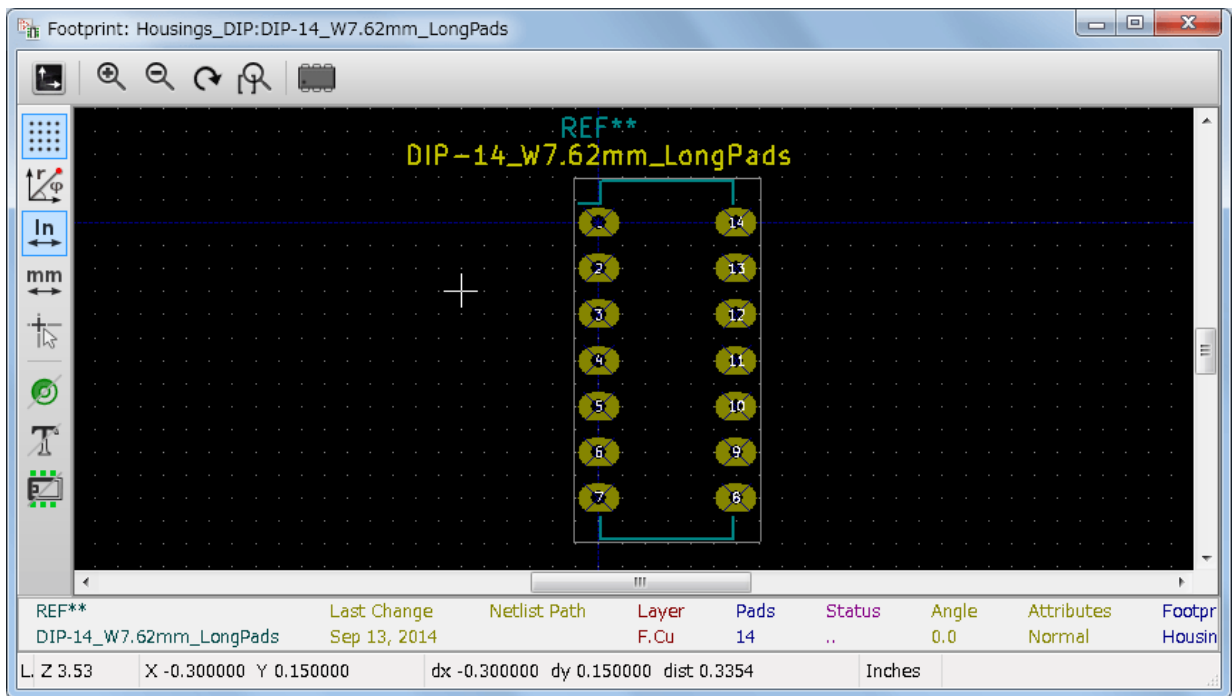 Footprint: Housings_DIP:DIP-14_W7.62mm_LongPads
r
φ
In
mm
REF**
DIP-14_W7.62mm_LongPads
1 14
2 13
3 12
4 11
5 10
6 9
7 8
REF** Last Change Netlist Path Layer Pads Status Angle Attributes Footpr
DIP-14_W7.62mm_LongPads Sep 13, 2014 F.Cu 14 .. 0.0 Normal Housin
L. Z 3.53 X -0.300000 Y 0.150000 dx -0.300000 dy 0.150000 dist 0.3354 Inches